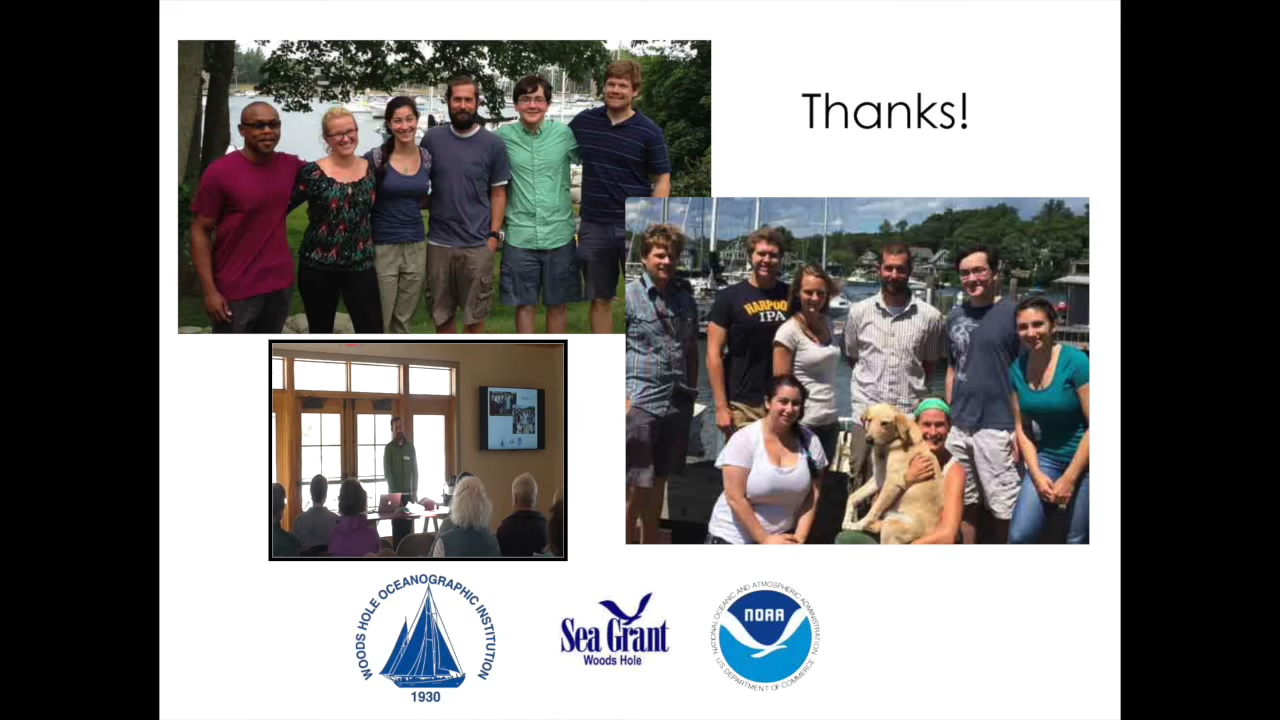 Thanks!
HARPOON
IPA
WOODS HOLE OCEANOGRAPHIC INSTITUTION
1930
Sea Grant
Woods Hole
NATIONAL OCEANIC AND ATMOSPHERIC ADMINISTRATION
NOAA
U.S. DEPARTMENT OF COMMERCE